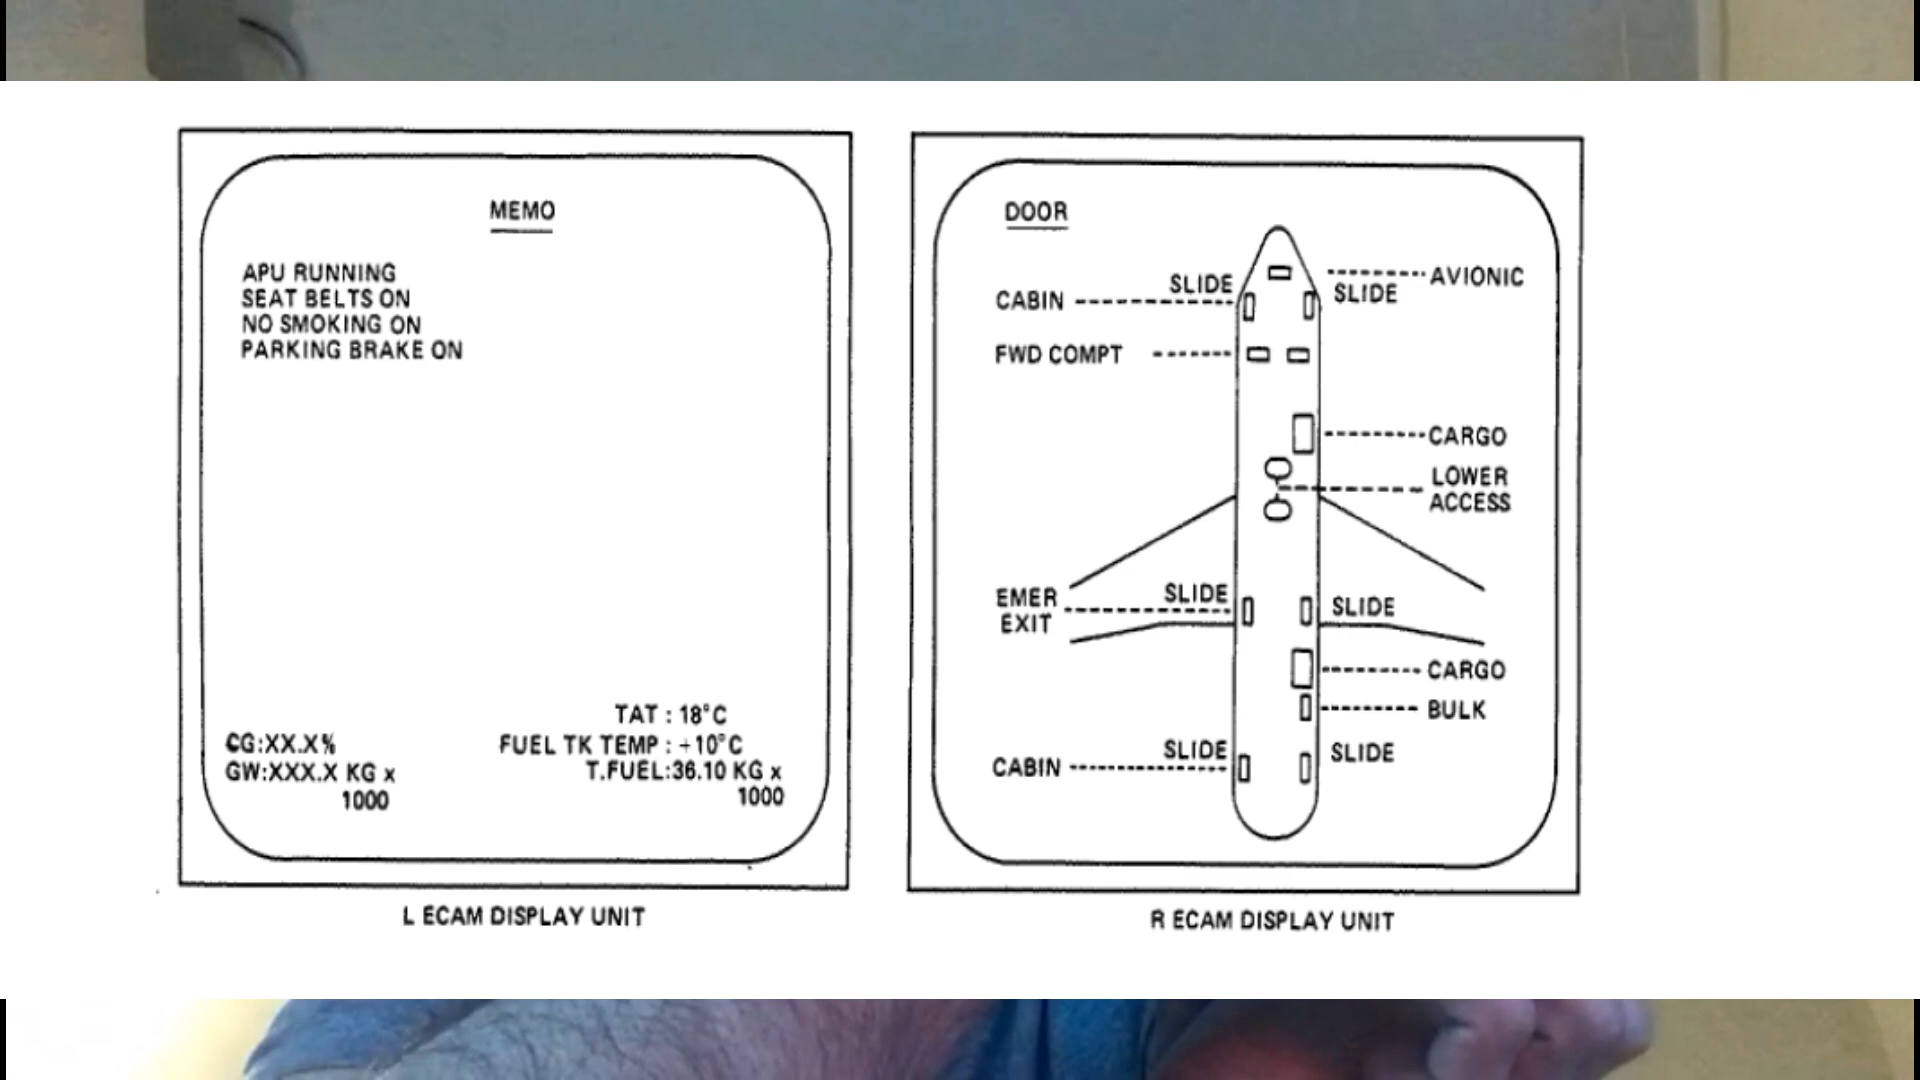 MEMO
APU RUNNING
SEAT BELTS ON
NO SMOKING ON
PARKING BRAKE ON
TAT : 18°C
CG:XX.X% FUEL TK TEMP : +10°C
GW:XXX.X KG x T.FUEL:36.10 KG x
1000 1000
L ECAM DISPLAY UNIT
DOOR
SLIDE AVIONIC
CABIN SLIDE
FWD COMPT
CARGO
LOWER
ACCESS
EMER SLIDE SLIDE
EXIT
CARGO
BULK
SLIDE SLIDE
CABIN
R ECAM DISPLAY UNIT